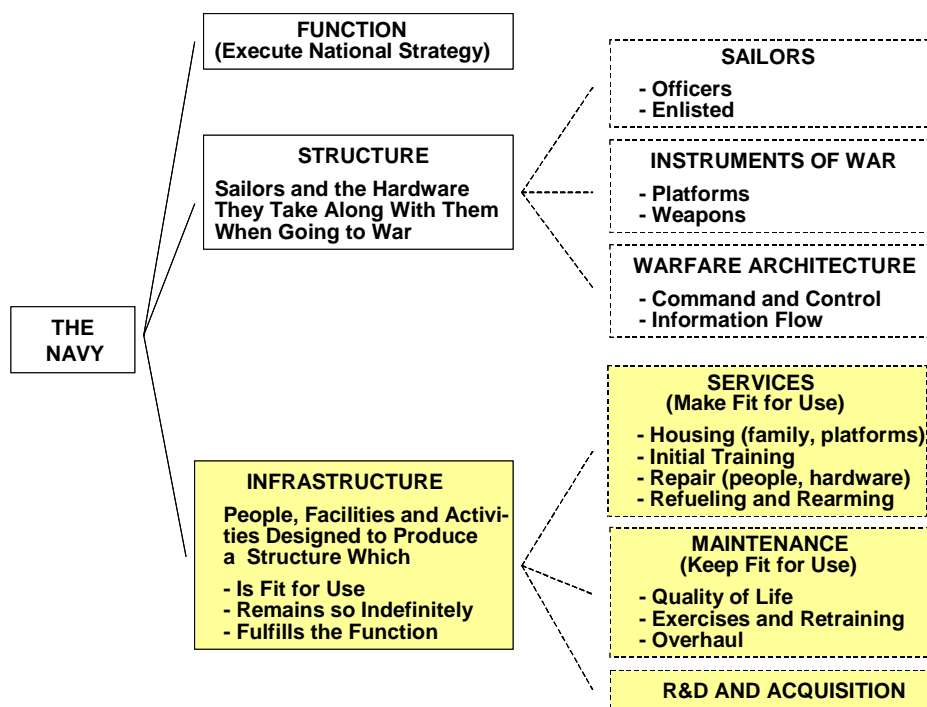 THE
NAVY
FUNCTION
(Execute National Strategy)
STRUCTURE
Sailors and the Hardware
They Take Along With Them
When Going to War
SAILORS
- Officers
- Enlisted
INSTRUMENTS OF WAR
- Platforms
- Weapons
WARFARE ARCHITECTURE
- Command and Control
- Information Flow
INFRASTRUCTURE
People, Facilities and Activi-
ties Designed to Produce
a Structure Which
- Is Fit for Use
- Remains so Indefinitely
- Fulfills the Function
SERVICES
(Make Fit for Use)
- Housing (family, platforms)
- Initial Training
- Repair (people, hardware)
- Refueling and Rearming
MAINTENANCE
(Keep Fit for Use)
- Quality of Life
- Exercises and Retraining
- Overhaul
R&D AND ACQUISITION